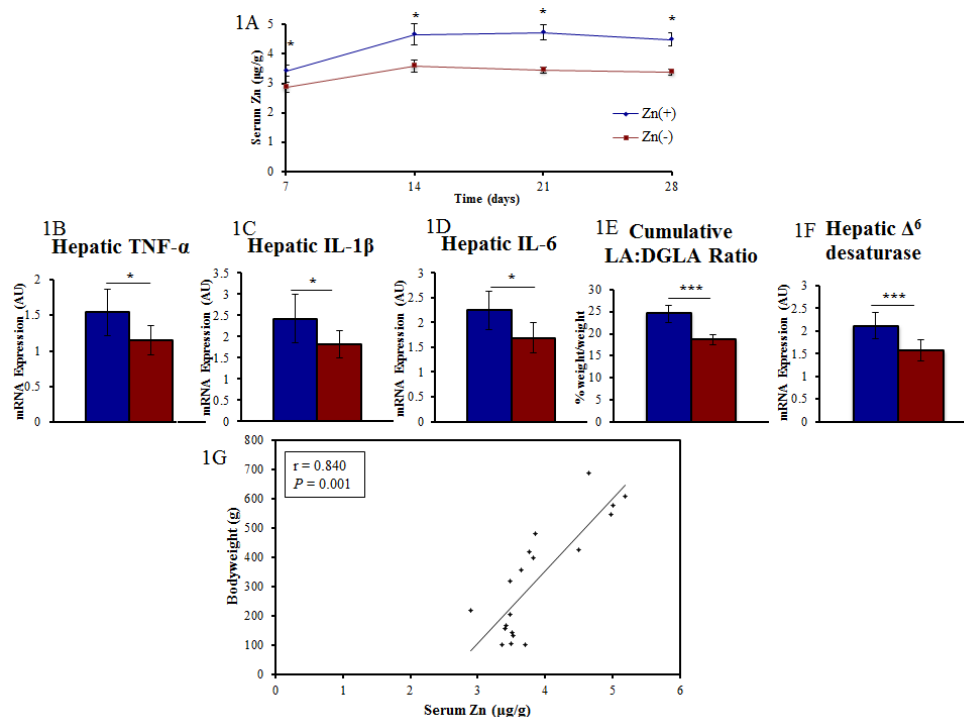 1A
*
*
*
*
5
4
3
2
1
0
Serum Zn (µg/g)
Zn(+)
Zn(-)
7
14
21
28
Time (days)
1B
Hepatic TNF-α
2
1.5
1
0.5
0
mRNA Expression (AU)
*
1C
Hepatic IL-1β
3.5
3
2.5
2
1.5
1
0.5
0
mRNA Expression (AU)
*
1D
Hepatic IL-6
3
2.5
2
1.5
1
0.5
0
mRNA Expression (AU)
*
1E
Cumulative
LA:DGLA Ratio
30
25
20
15
10
5
0
% weight/weight
***
1F
Hepatic Δ⁶
desaturase
3
2.5
2
1.5
1
0.5
0
mRNA Expression (AU)
***
1G
800
700
600
500
400
300
200
100
0
Bodyweight (g)
r = 0.840
P = 0.001
0
1
2
3
4
5
6
Serum Zn (µg/g)